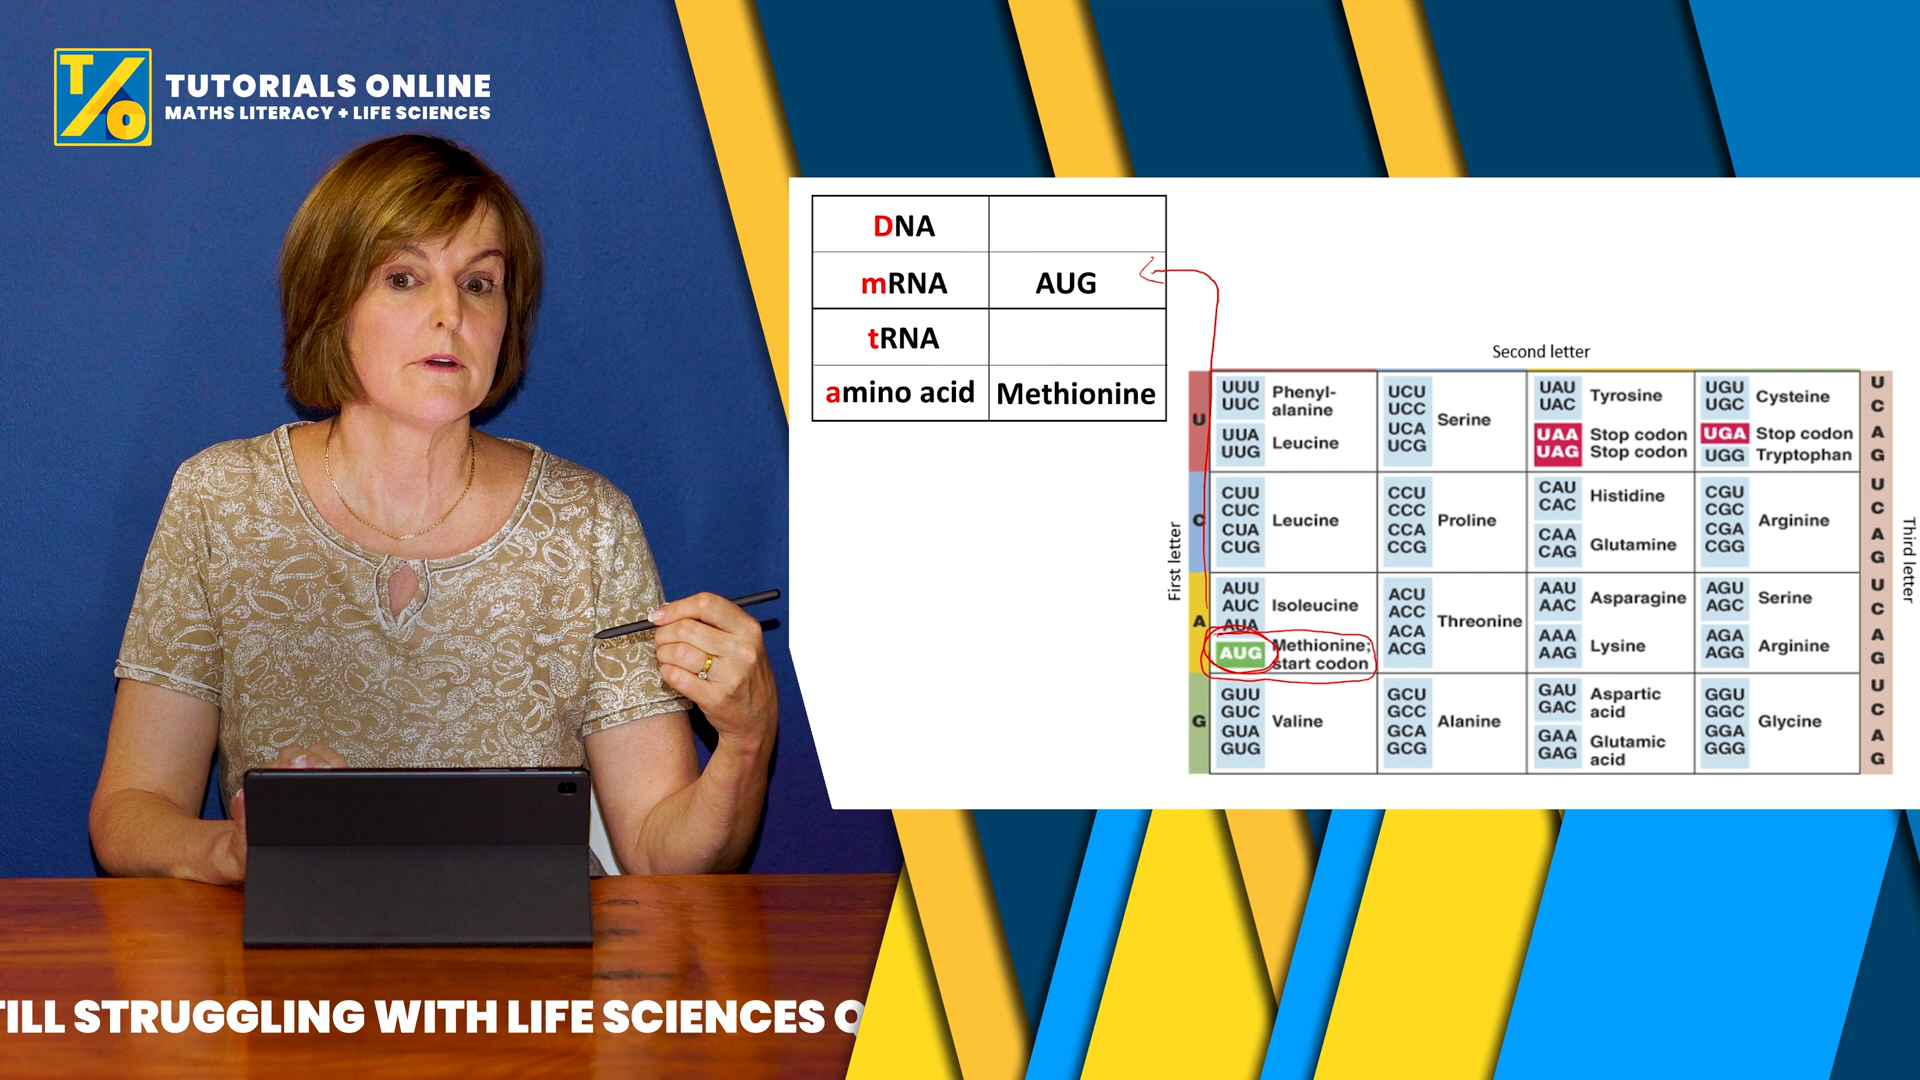 TUTORIALS ONLINE
MATHS LITERACY + LIFE SCIENCES
T/O
DNA
mRNA AUG
tRNA
amino acid Methionine
Second letter
First letter
Third letter
U
UUU
UUC
Phenyl-
alanine
UUA
UUG
Leucine
UCU
UCC
UCA
UCG
Serine
UAU
UAC
Tyrosine
UAA Stop codon
UAG Stop codon
UGU
UGC
Cysteine
UGA Stop codon
UGG Tryptophan
U
C
A
G
C
CUU
CUC
CUA
CUG
Leucine
CCU
CCC
CCA
CCG
Proline
CAU
CAC
Histidine
CAA
CAG
Glutamine
CGU
CGC
CGA
CGG
Arginine
U
C
A
G
A
AUU
AUC
AUA
Isoleucine
AUG
Methionine;
start codon
ACU
ACC
ACA
ACG
Threonine
AAU
AAC
Asparagine
AAA
AAG
Lysine
AGU
AGC
Serine
AGA
AGG
Arginine
U
C
A
G
G
GUU
GUC
GUA
GUG
Valine
GCU
GCC
GCA
GCG
Alanine
GAU
GAC
Aspartic
acid
GAA
GAG
Glutamic
acid
GGU
GGC
GGA
GGG
Glycine
U
C
A
G
TILL STRUGGLING WITH LIFE SCIENCES